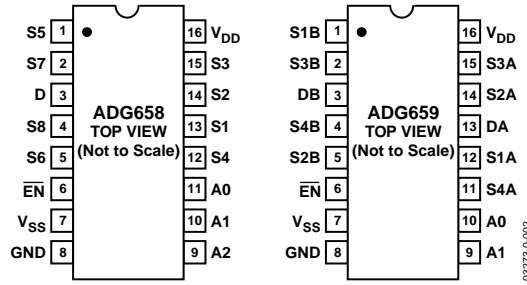 S5 1 16 VDD
S7 2 15 S3
D 3 14 S2
S8 4 13 S1
S6 5 12 S4
EN 6 11 A0
VSS 7 10 A1
GND 8 9 A2
ADG658
TOP VIEW
(Not to Scale)
S1B 1 16 VDD
S3B 2 15 S3A
DB 3 14 S2A
S4B 4 13 DA
S2B 5 12 S1A
EN 6 11 S4A
VSS 7 10 A0
GND 8 9 A1
ADG659
TOP VIEW
(Not to Scale)
03273-0-002